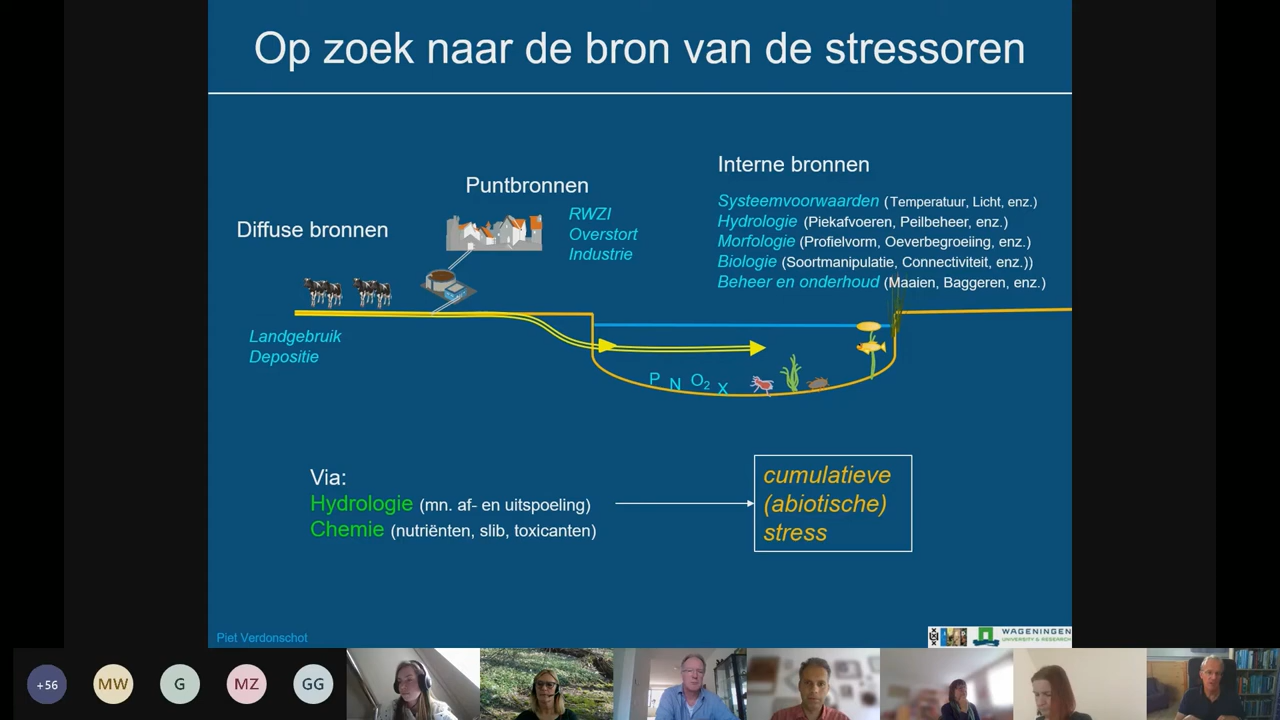 Op zoek naar de bron van de stressoren
Diffuse bronnen
Landgebruik
Depositie
Puntbronnen
RWZI
Overstort
Industrie
Interne bronnen
Systeemvoorwaarden (Temperatuur, Licht, enz.)
Hydrologie (Piekafvoeren, Peilbeheer, enz.)
Morfologie (Profielvorm, Oeverbegroeiing, enz.)
Biologie (Soortmanipulatie, Connectiviteit, enz.))
Beheer en onderhoud (Maaien, Baggeren, enz.)
P N O2 X
Via:
Hydrologie (mn. af- en uitspoeling)
Chemie (nutriënten, slib, toxicanten)
cumulatieve
(abiotische)
stress
Piet Verdonschot
WAGENINGEN
UNIVERSITY & RESEARCH
+56 MW G MZ GG